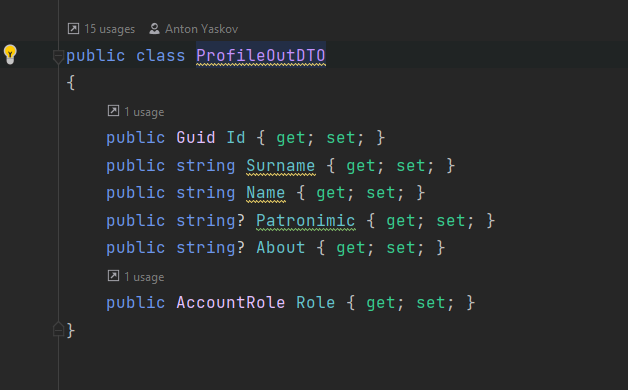 15 usages Anton Yaskov
public class ProfileOutDTO
{
1 usage
public Guid Id { get; set; }
public string Surname { get; set; }
public string Name { get; set; }
public string? Patronimic { get; set; }
public string? About { get; set; }
1 usage
public AccountRole Role { get; set; }
}